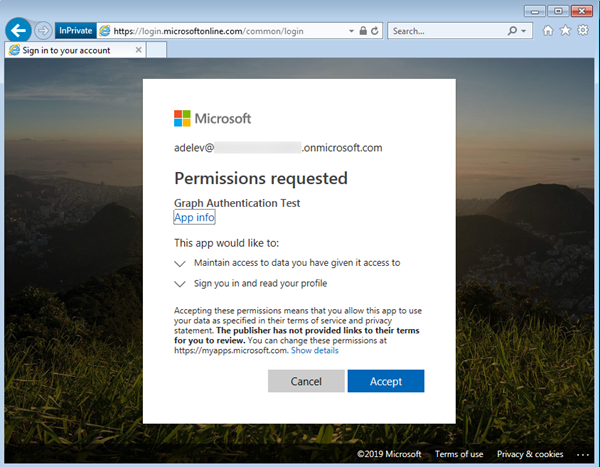 InPrivate
https://login.microsoftonline.com/common/login
Search...
Sign in to your account
Microsoft
adelev@
.onmicrosoft.com
Permissions requested
Graph Authentication Test
App info
This app would like to:
Maintain access to data you have given it access to
Sign you in and read your profile
Accepting these permissions means that you allow this app to use
your data as specified in their terms of service and privacy
statement. The publisher has not provided links to their terms
for you to review. You can change these permissions at
https://myapps.microsoft.com. Show details
Cancel
Accept
©2019 Microsoft Terms of use Privacy & cookies ...